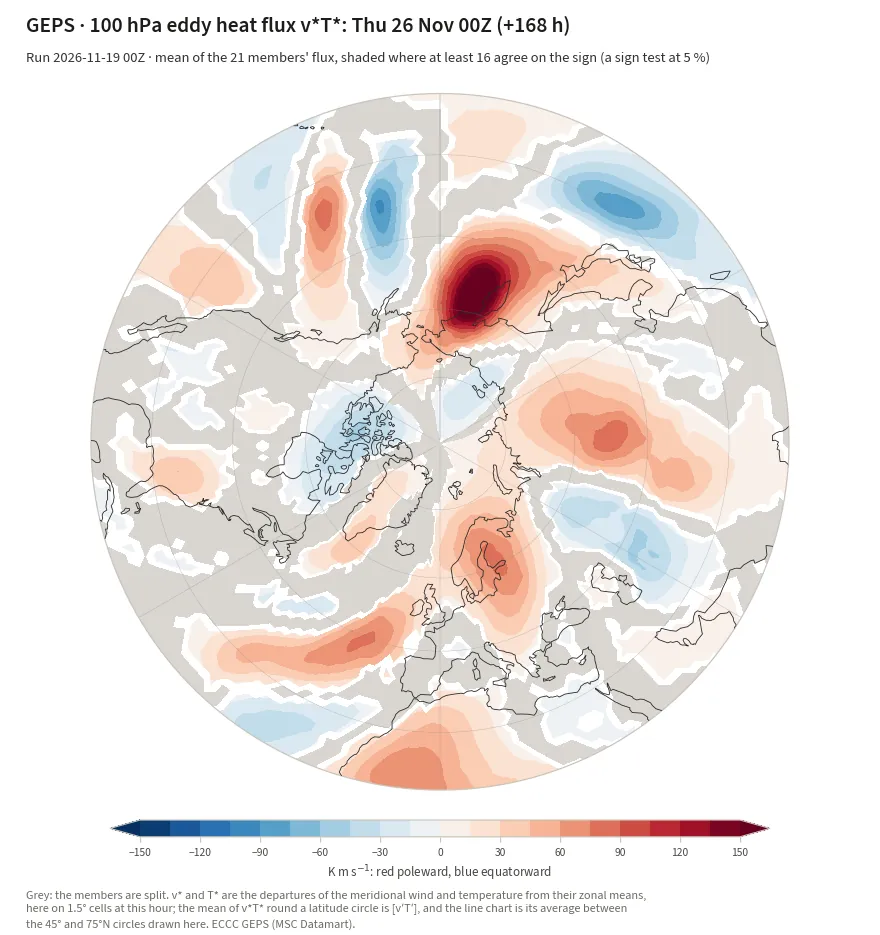 GEPS · 100 hPa eddy heat flux v*T*: Thu 26 Nov 00Z (+168 h)
Run 2026-11-19 00Z · mean of the 21 members' flux, shaded where at least 16 agree on the sign (a sign test at 5 %)
−150 −120 −90 −60 −30 0 30 60 90 120 150
K m s⁻¹: red poleward, blue equatorward
Grey: the members are split. v* and T* are the departures of the meridional wind and temperature from their zonal means,
here on 1.5° cells at this hour; the mean of v*T* round a latitude circle is [v′T′], and the line chart is its average between
the 45° and 75°N circles drawn here. ECCC GEPS (MSC Datamart).